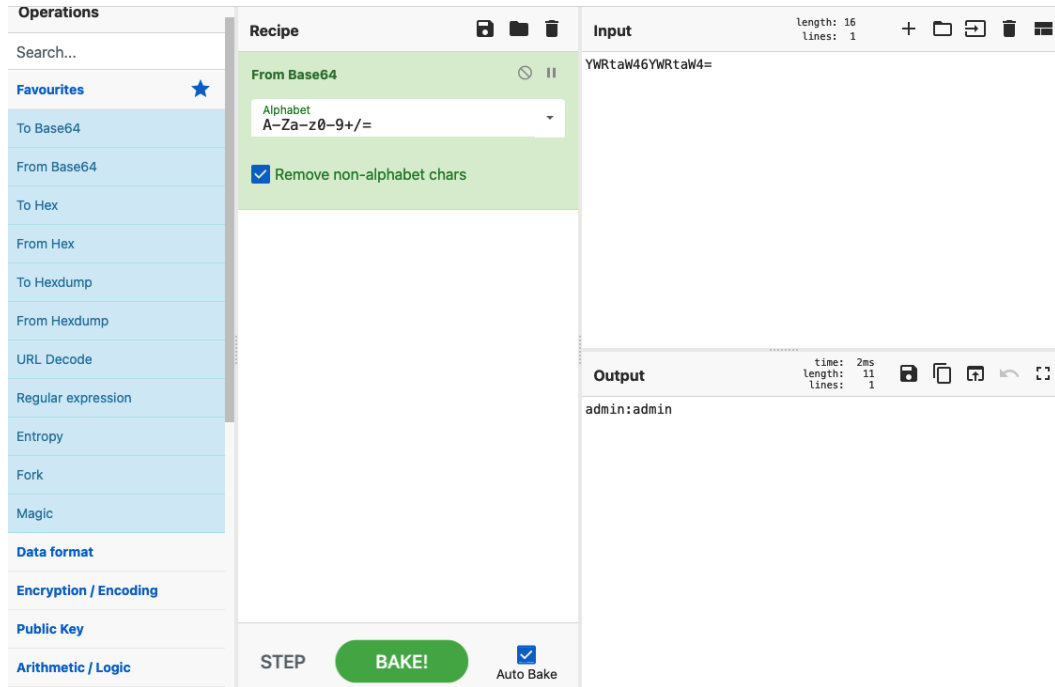 Operations
Search...
Favourites
To Base64
From Base64
To Hex
From Hex
To Hexdump
From Hexdump
URL Decode
Regular expression
Entropy
Fork
Magic
Data format
Encryption / Encoding
Public Key
Arithmetic / Logic
Recipe
From Base64
Alphabet
A-Za-z0-9+/=
Remove non-alphabet chars
STEP
BAKE!
Auto Bake
Input
length: 16
lines: 1
YWRtaW46YWRtaW4=
Output
time: 2ms
length: 11
lines: 1
admin:admin